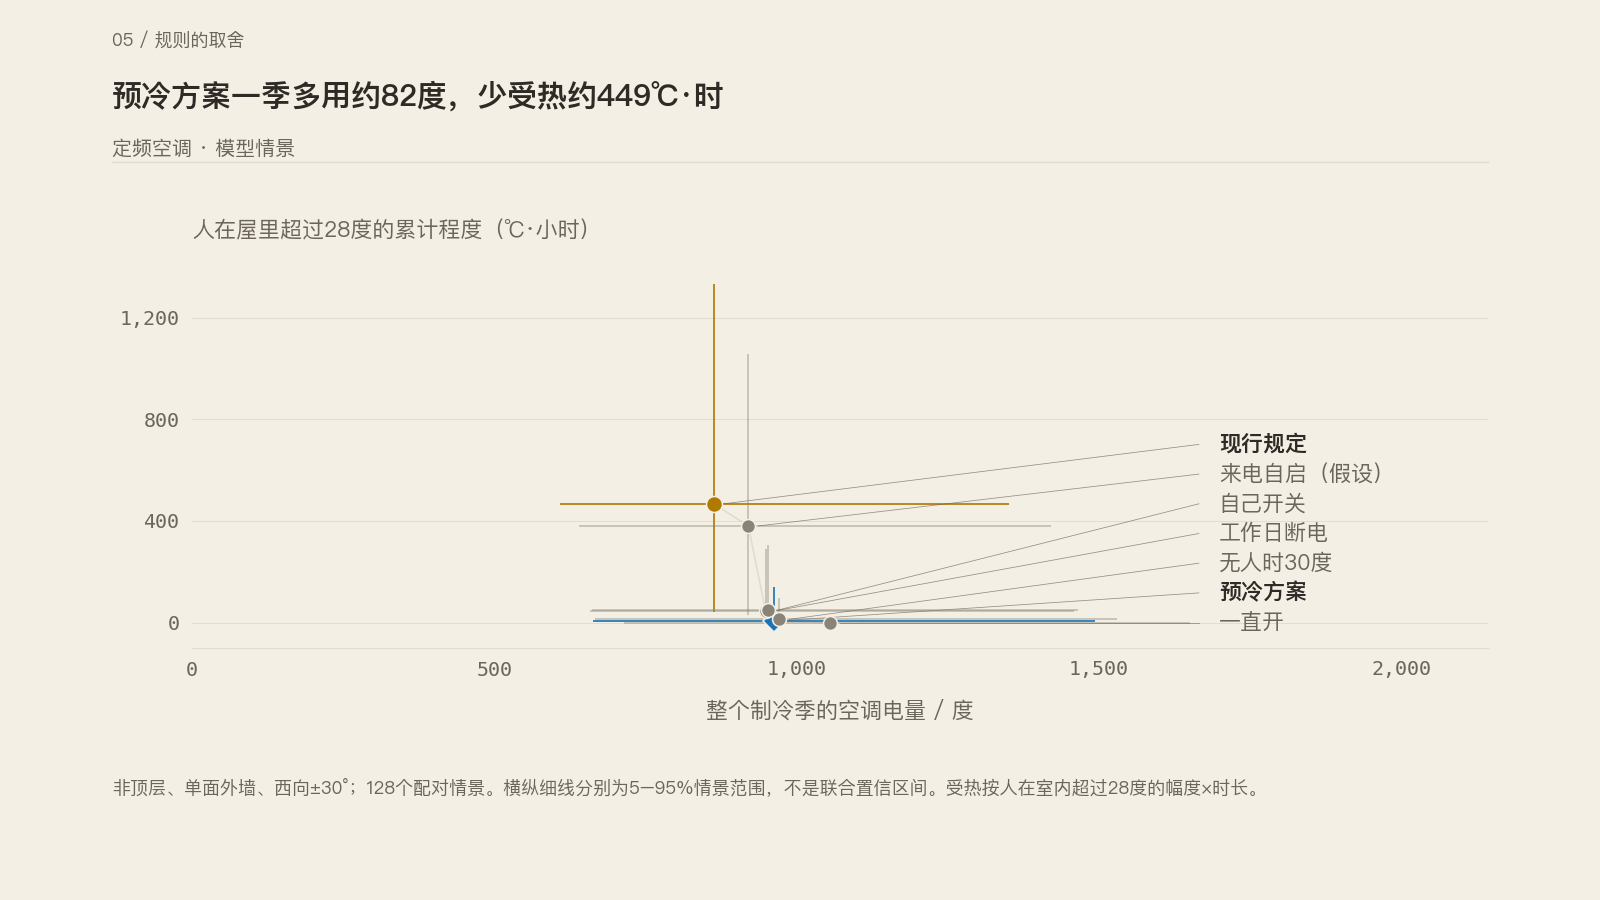 05 / 规则的取舍
预冷方案一季多用约82度，少受热约449℃·时
定频空调 · 模型情景
人在屋里超过28度的累计程度（℃·小时）
1,200
800
400
0
现行规定
来电自启（假设）
自己开关
工作日断电
无人时30度
预冷方案
一直开
0 500 1,000 1,500 2,000
整个制冷季的空调电量 / 度
非顶层、单面外墙、西向±30°；128个配对情景。横纵细线分别为5—95%情景范围，不是联合置信区间。受热按人在室内超过28度的幅度×时长。